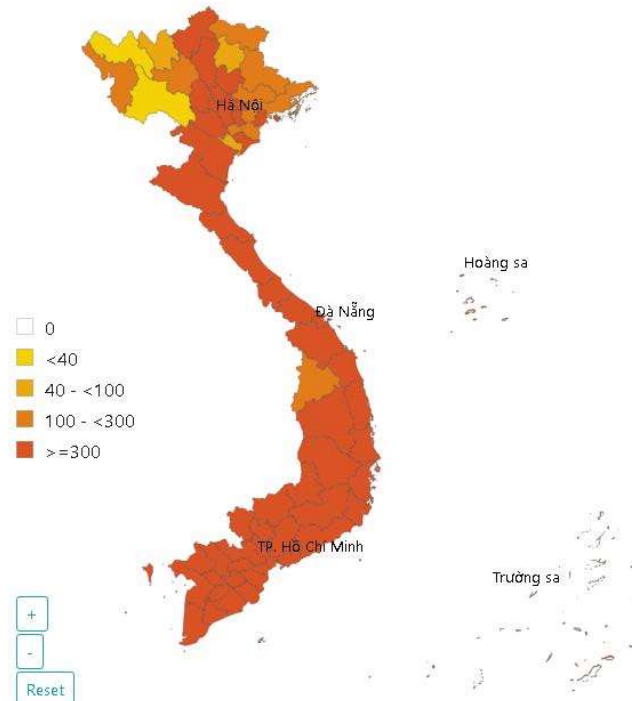 Hà Nội
Hoàng sa
Đà Nẵng
0
<40
40 - <100
100 - <300
>=300
TP. Hồ Chí Minh
Trường sa
+
-
Reset